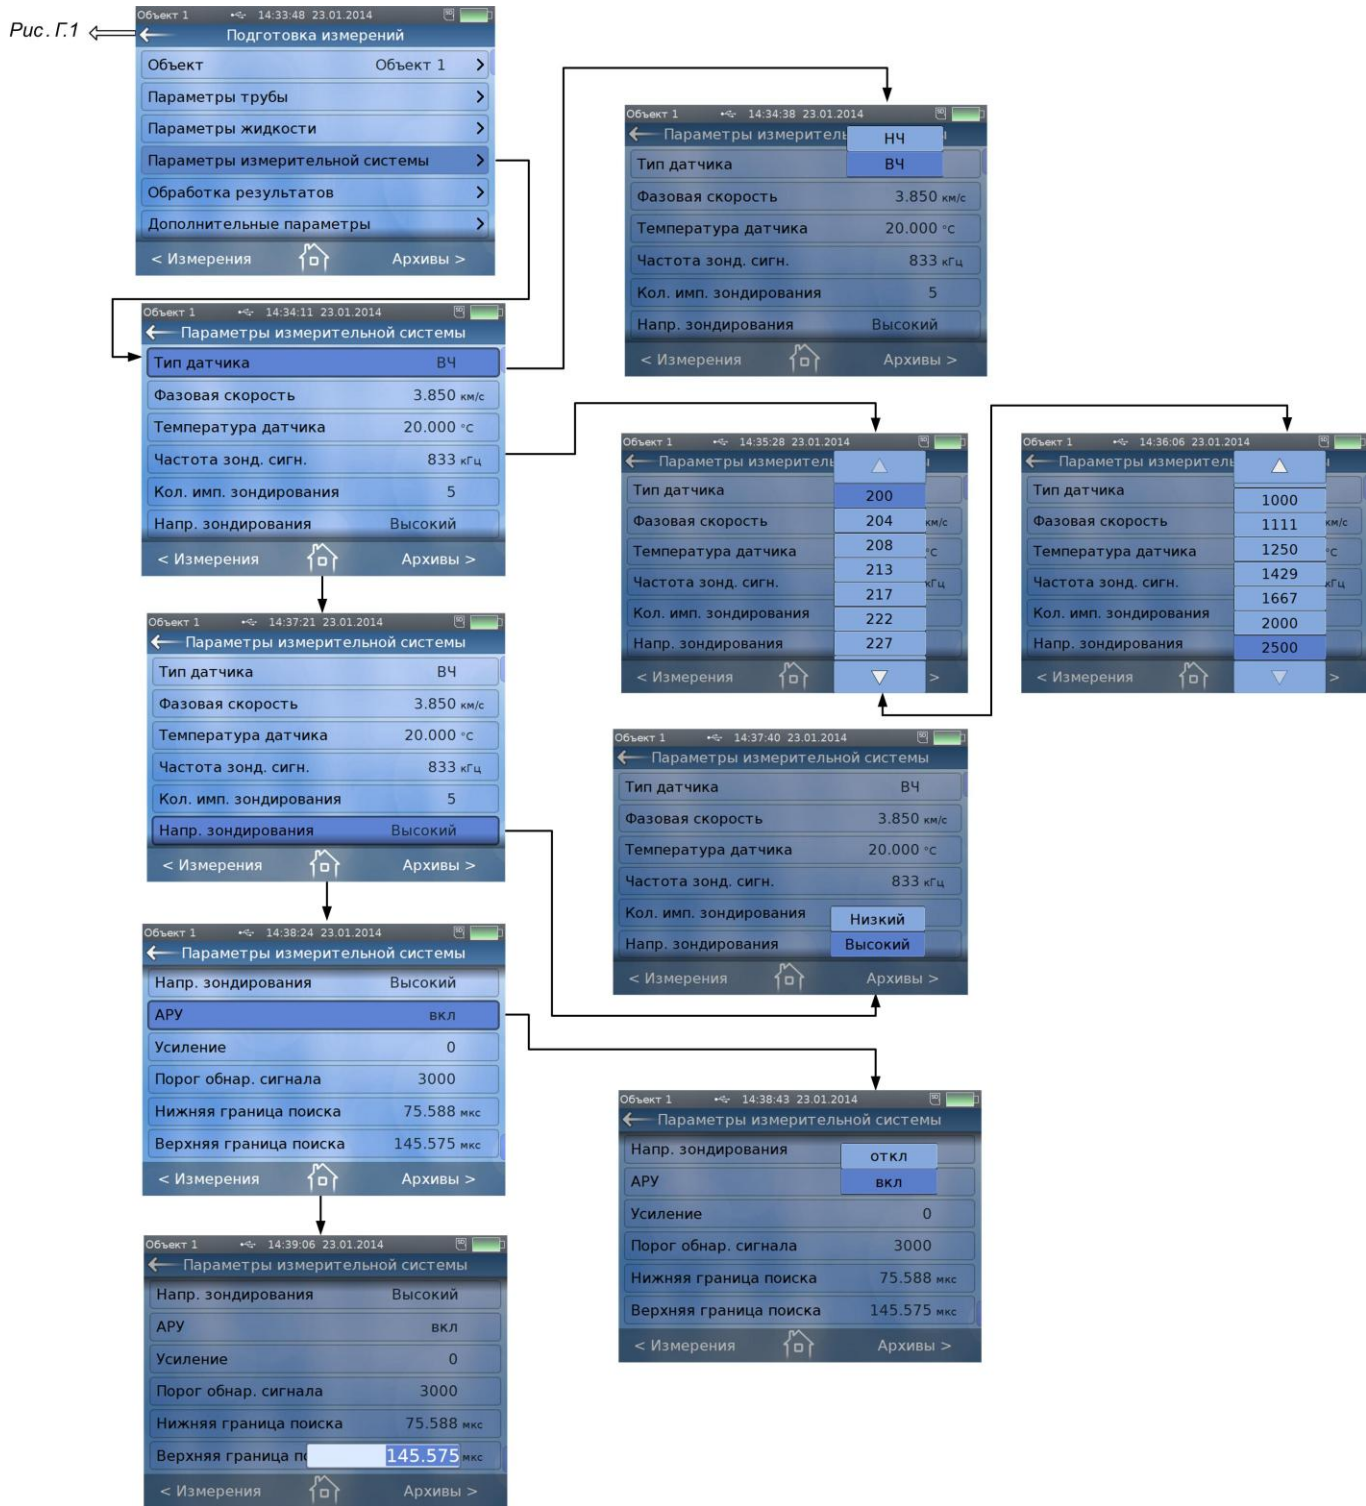 Рис. Г.1
Объект 1 14:33:48 23.01.2014
Подготовка измерений
Объект Объект 1 >
Параметры трубы >
Параметры жидкости >
Параметры измерительной системы >
Обработка результатов >
Дополнительные параметры >
< Измерения Архивы >
Объект 1 14:34:38 23.01.2014
Параметры измеритель
НЧ
ВЧ
Тип датчика
Фазовая скорость 3.850 км/с
Температура датчика 20.000 °C
Частота зонд. сигн. 833 кГц
Кол. имп. зондирования 5
Напр. зондирования Высокий
< Измерения Архивы >
Объект 1 14:34:11 23.01.2014
Параметры измерительной системы
Тип датчика ВЧ
Фазовая скорость 3.850 км/с
Температура датчика 20.000 °C
Частота зонд. сигн. 833 кГц
Кол. имп. зондирования 5
Напр. зондирования Высокий
< Измерения Архивы >
Объект 1 14:35:28 23.01.2014
Параметры измеритель
Тип датчика 200
Фазовая скорость 204 км/с
Температура датчика 208 °C
Частота зонд. сигн. 213 кГц
217
Кол. имп. зондирования 222
Напр. зондирования 227
< Измерения >
Объект 1 14:36:06 23.01.2014
Параметры измеритель
Тип датчика 1000
Фазовая скорость 1111 км/с
Температура датчика 1250 °C
Частота зонд. сигн. 1429 кГц
1667
Кол. имп. зондирования 2000
Напр. зондирования 2500
< Измерения >
Объект 1 14:37:21 23.01.2014
Параметры измерительной системы
Тип датчика ВЧ
Фазовая скорость 3.850 км/с
Температура датчика 20.000 °C
Частота зонд. сигн. 833 кГц
Кол. имп. зондирования 5
Напр. зондирования Высокий
< Измерения Архивы >
Объект 1 14:37:40 23.01.2014
Параметры измерительной системы
Тип датчика ВЧ
Фазовая скорость 3.850 км/с
Температура датчика 20.000 °C
Частота зонд. сигн. 833 кГц
Кол. имп. зондирования Низкий
Напр. зондирования Высокий
< Измерения Архивы >
Объект 1 14:38:24 23.01.2014
Параметры измерительной системы
Напр. зондирования Высокий
АРУ вкл
Усиление 0
Порог обнар. сигнала 3000
Нижняя граница поиска 75.588 мкс
Верхняя граница поиска 145.575 мкс
< Измерения Архивы >
Объект 1 14:38:43 23.01.2014
Параметры измерительной системы
Напр. зондирования откл
АРУ вкл
Усиление 0
Порог обнар. сигнала 3000
Нижняя граница поиска 75.588 мкс
Верхняя граница поиска 145.575 мкс
< Измерения Архивы >
Объект 1 14:39:06 23.01.2014
Параметры измерительной системы
Напр. зондирования Высокий
АРУ вкл
Усиление 0
Порог обнар. сигнала 3000
Нижняя граница поиска 75.588 мкс
Верхняя граница по 145.575 мкс
< Измерения Архивы >